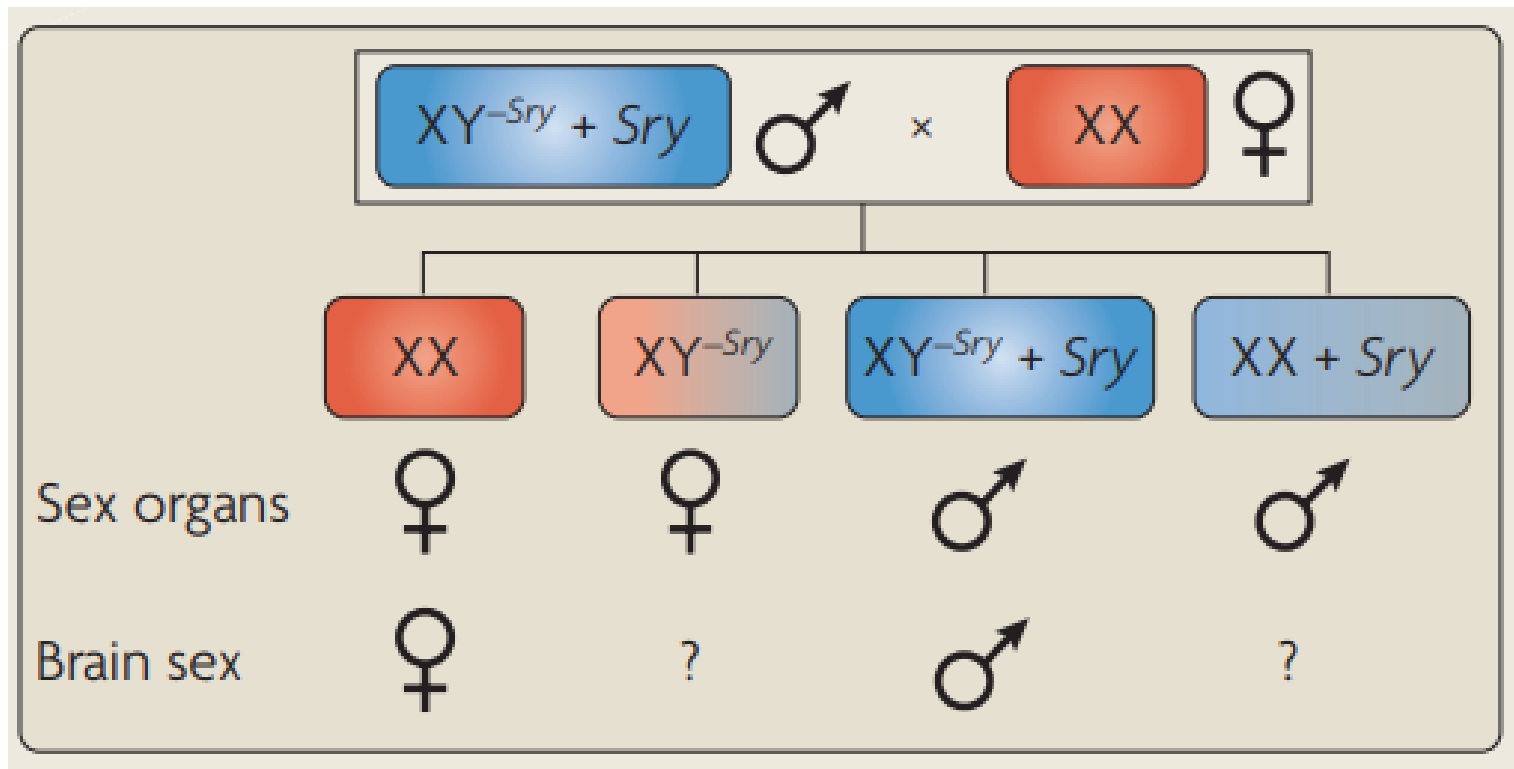 XY⁻ˢʳʸ + Sry × XX
XX XY⁻ˢʳʸ XY⁻ˢʳʸ + Sry XX + Sry
Sex organs
Brain sex ? ?